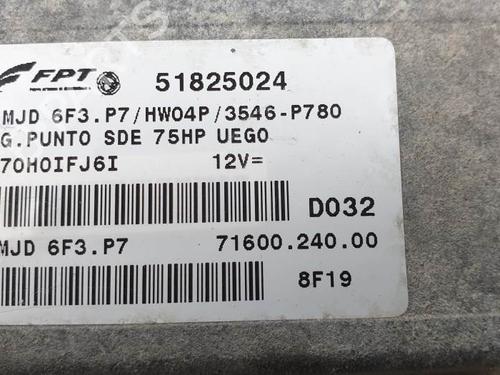 FPT 51825024
MJD 6F3.P7/HW04P/3546-P780
G.PUNTO SDE 75HP UEGO
70H0IFJ6I 12V=
D032
MJD 6F3.P7 71600.240.00
8F19